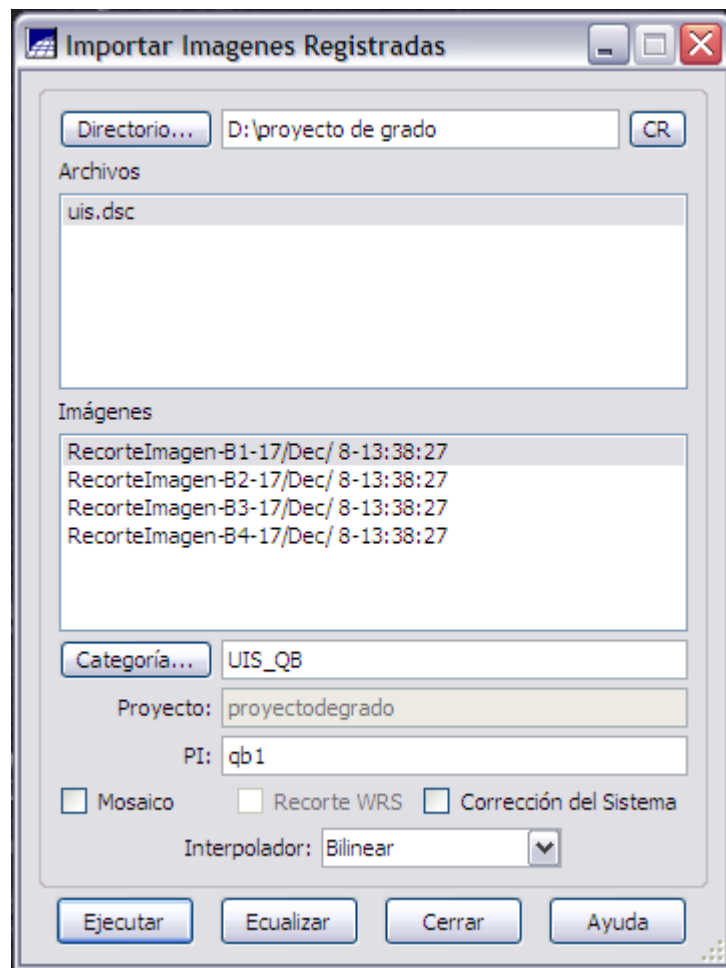 Importar Imagenes Registradas
Directorio... D:\proyecto de grado CR
Archivos
uis.dsc
Imágenes
RecorteImagen-B1-17/Dec/ 8-13:38:27
RecorteImagen-B2-17/Dec/ 8-13:38:27
RecorteImagen-B3-17/Dec/ 8-13:38:27
RecorteImagen-B4-17/Dec/ 8-13:38:27
Categoría... UIS_QB
Proyecto: proyectodegrado
PI: qb1
Mosaico Recorte WRS Corrección del Sistema
Interpolador: Bilinear
Ejecutar Ecualizar Cerrar Ayuda